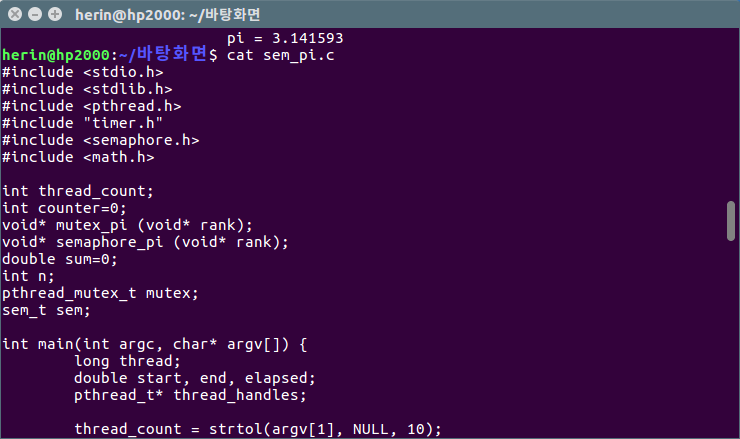 herin@hp2000: ~/바탕화면
pi = 3.141593
herin@hp2000:~/바탕화면$ cat sem_pi.c
#include <stdio.h>
#include <stdlib.h>
#include <pthread.h>
#include "timer.h"
#include <semaphore.h>
#include <math.h>
int thread_count;
int counter=0;
void* mutex_pi (void* rank);
void* semaphore_pi (void* rank);
double sum=0;
int n;
pthread_mutex_t mutex;
sem_t sem;
int main(int argc, char* argv[]) {
long thread;
double start, end, elapsed;
pthread_t* thread_handles;
thread_count = strtol(argv[1], NULL, 10);